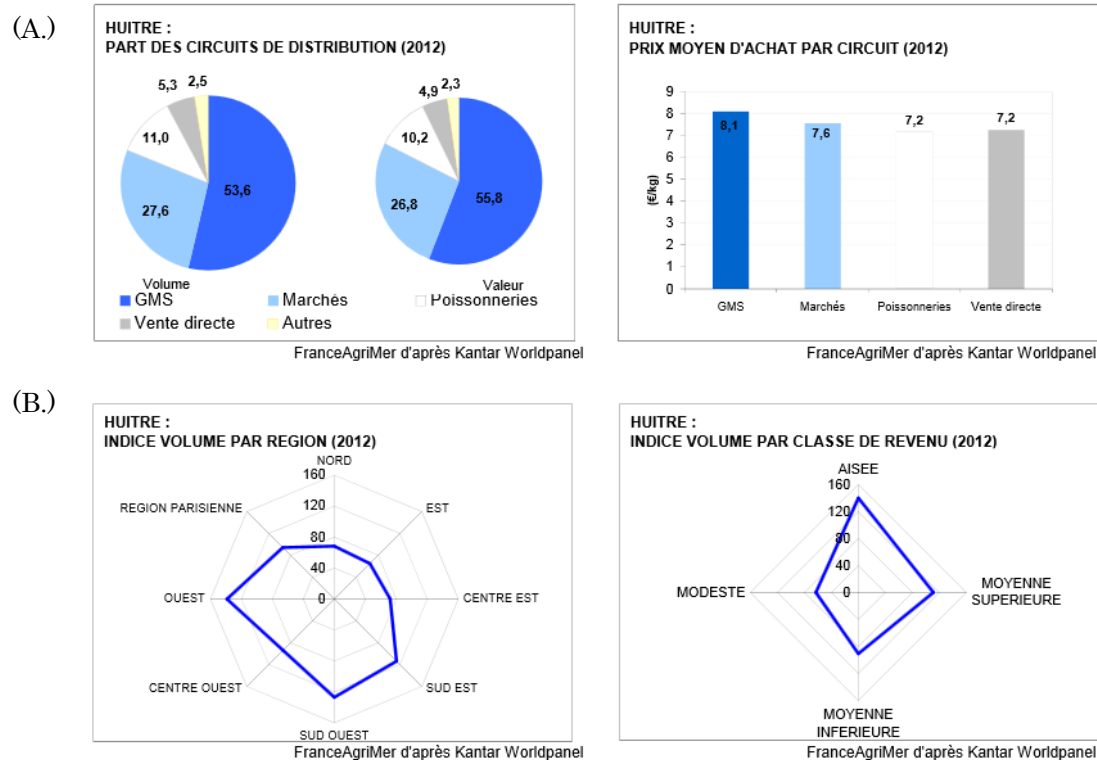 (A.)
HUITRE :
PART DES CIRCUITS DE DISTRIBUTION (2012)
5,3
2,5
11,0
53,6
27,6
Volume
4,9
2,3
10,2
55,8
26,8
Valeur
GMS
Marchés
Poissonneries
Vente directe
Autres
FranceAgriMer d'après Kantar Worldpanel
HUITRE :
PRIX MOYEN D'ACHAT PAR CIRCUIT (2012)
(€/kg)
9
8
7
6
5
4
3
2
1
0
8,1
7,6
7,2
7,2
GMS
Marchés
Poissonneries
Vente directe
FranceAgriMer d'après Kantar Worldpanel
(B.)
HUITRE :
INDICE VOLUME PAR REGION (2012)
NORD
160
120
80
40
0
REGION PARISIENNE
EST
OUEST
CENTRE EST
CENTRE OUEST
SUD EST
SUD OUEST
FranceAgriMer d'après Kantar Worldpanel
HUITRE :
INDICE VOLUME PAR CLASSE DE REVENU (2012)
AISEE
160
120
80
40
0
MODESTE
MOYENNE
SUPERIEURE
MOYENNE
INFERIEURE
FranceAgriMer d'après Kantar Worldpanel